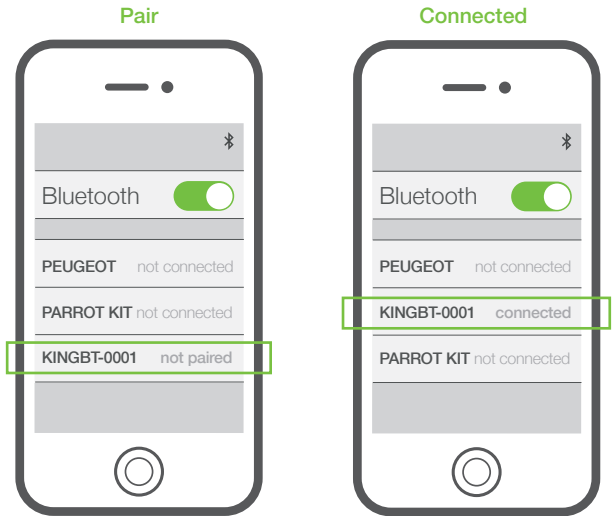 Pair
Bluetooth
PEUGEOT not connected
PARROT KIT not connected
KINGBT-0001 not paired
Connected
Bluetooth
PEUGEOT not connected
KINGBT-0001 connected
PARROT KIT not connected